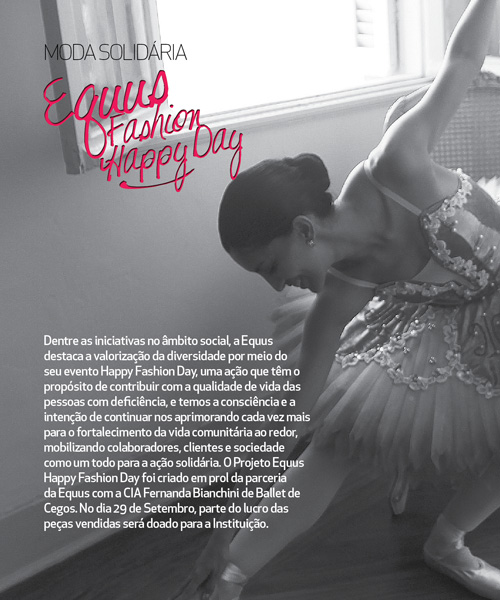 MODA SOLIDÁRIA
Equus
Fashion
Happy Day
Dentre as iniciativas no âmbito social, a Equus
destaca a valorização da diversidade por meio do
seu evento Happy Fashion Day, uma ação que têm o
propósito de contribuir com a qualidade de vida das
pessoas com deficiência, e temos a consciência e a
intenção de continuar nos aprimorando cada vez mais
para o fortalecimento da vida comunitária ao redor,
mobilizando colaboradores, clientes e sociedade
como um todo para a ação solidária. O Projeto Equus
Happy Fashion Day foi criado em prol da parceria
da Equus com a CIA Fernanda Bianchini de Ballet de
Cegos. No dia 29 de Setembro, parte do lucro das
peças vendidas será doado para a Instituição.